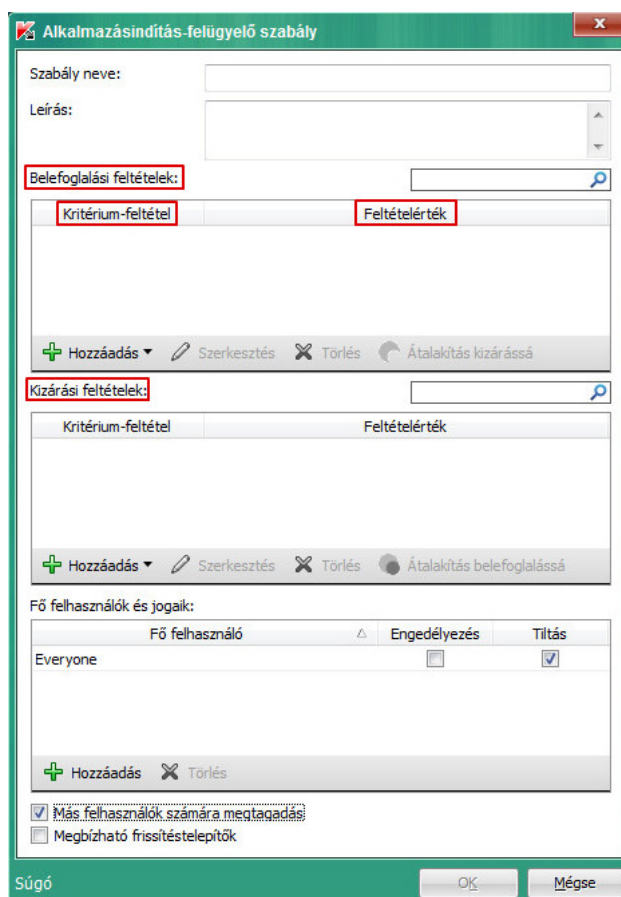 Alkalmazásindítás-felügyelő szabály
Szabály neve:
Leírás:
Belefoglalási feltételek:
Kritérium-feltétel Feltételérték
Hozzáadás Szerkesztés Törlés Átalakítás kizárássá
Kizárási feltételek:
Kritérium-feltétel Feltételérték
Hozzáadás Szerkesztés Törlés Átalakítás belefoglalássá
Fő felhasználók és jogaik:
Fő felhasználó Engedélyezés Tiltás
Everyone
Hozzáadás Törlés
Más felhasználók számára megtagadás
Megbízható frissítéstelepítők
Súgó OK Mégse